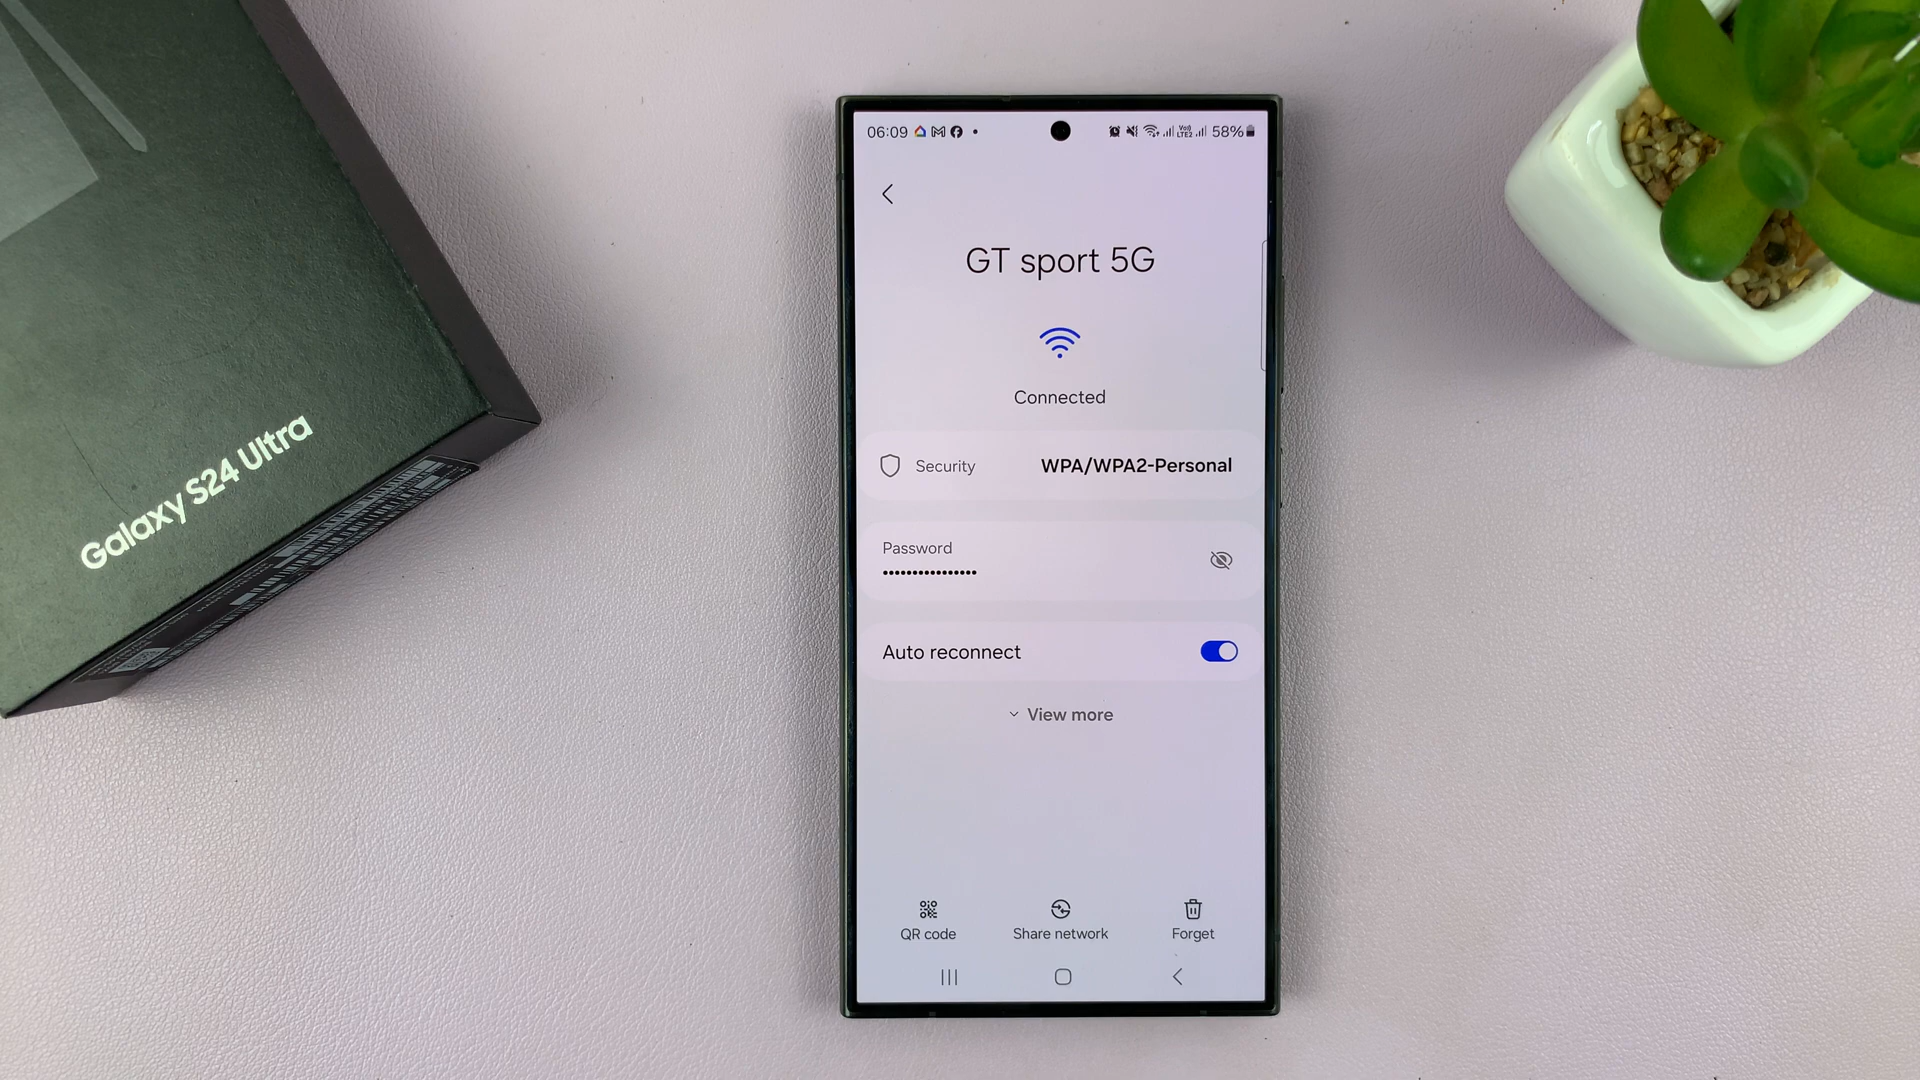 Galaxy S24 Ultra
06:09
58%
GT sport 5G
Connected
Security WPA/WPA2-Personal
Password
••••••••••••••••
Auto reconnect
View more
QR code Share network Forget